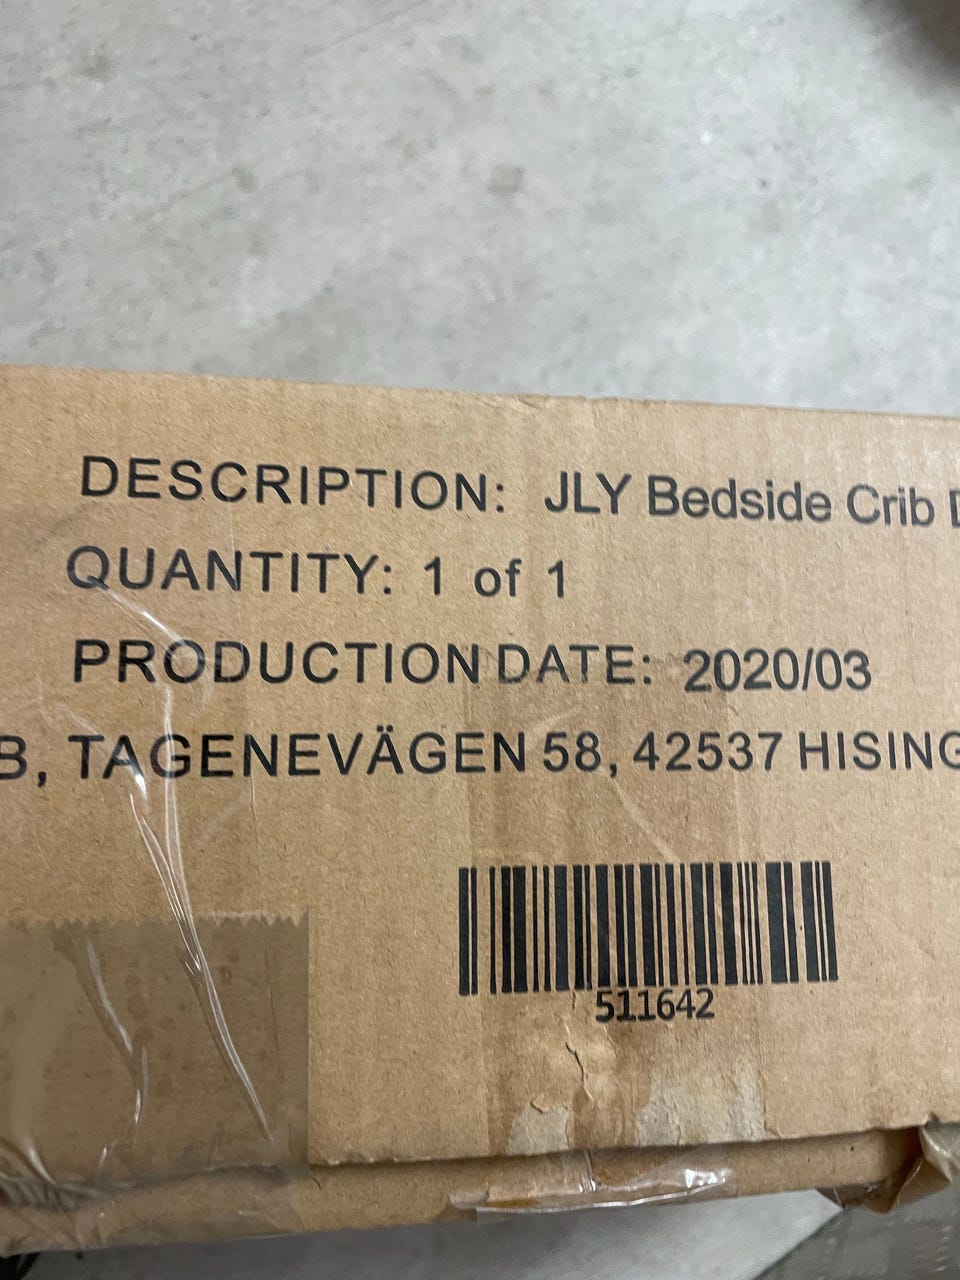 DESCRIPTION: JLY Bedside Crib
QUANTITY: 1 of 1
PRODUCTION DATE: 2020/03
B, TAGENEVÄGEN 58, 42537 HISING
511642